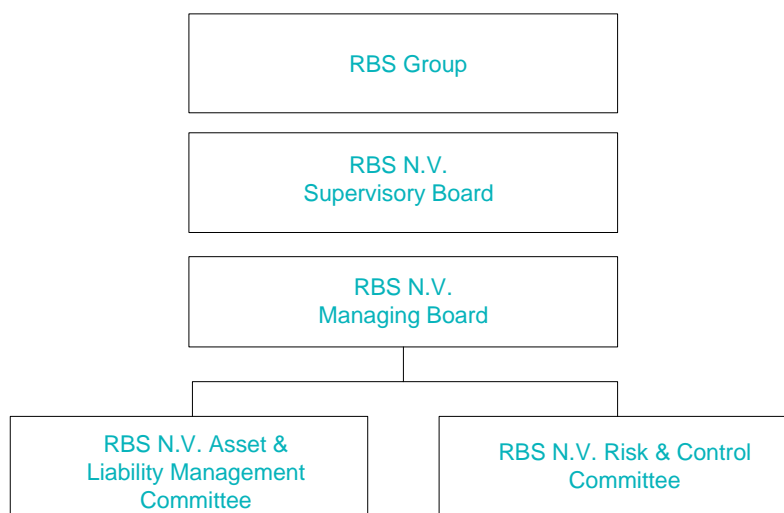 RBS Group
RBS N.V.
Supervisory Board
RBS N.V.
Managing Board
RBS N.V. Asset &
Liability Management
Committee
RBS N.V. Risk & Control
Committee